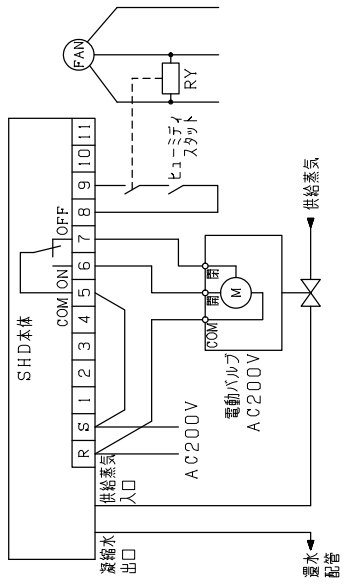 SHD本体
COM ON OFF
R S 1 2 3 4 5 6 7 8 9 10 11
FAN
RY
ヒューミディ
スタット
供給蒸気
入口
凝縮水
出口
AC200V
COM
開
閉
M
電動バルブ
AC200V
供給蒸気
還水
配管